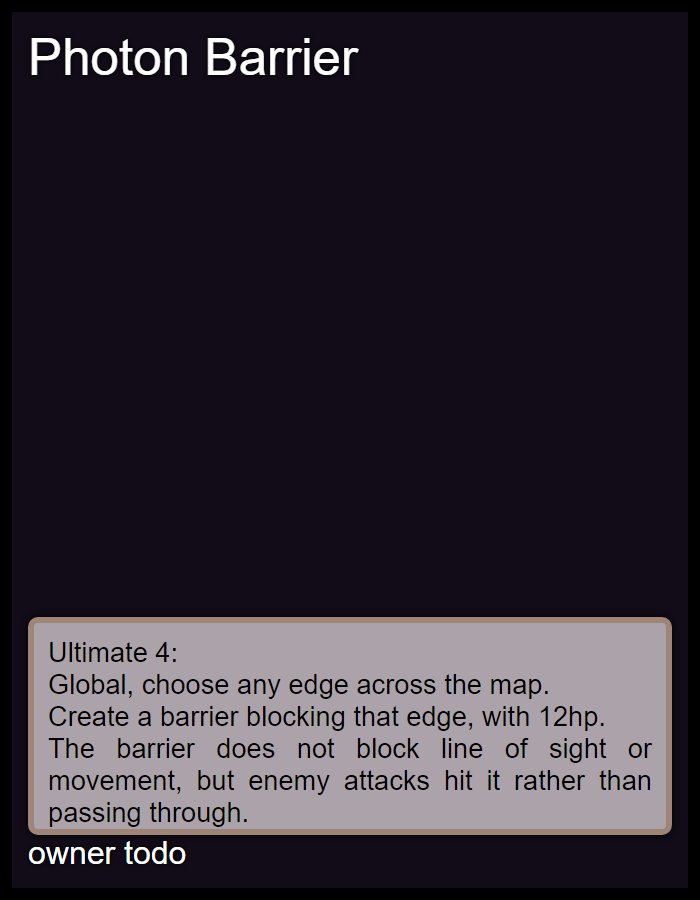 Photon Barrier
Ultimate 4:
Global, choose any edge across the map.
Create a barrier blocking that edge, with 12hp.
The barrier does not block line of sight or
movement, but enemy attacks hit it rather than
passing through.
owner todo